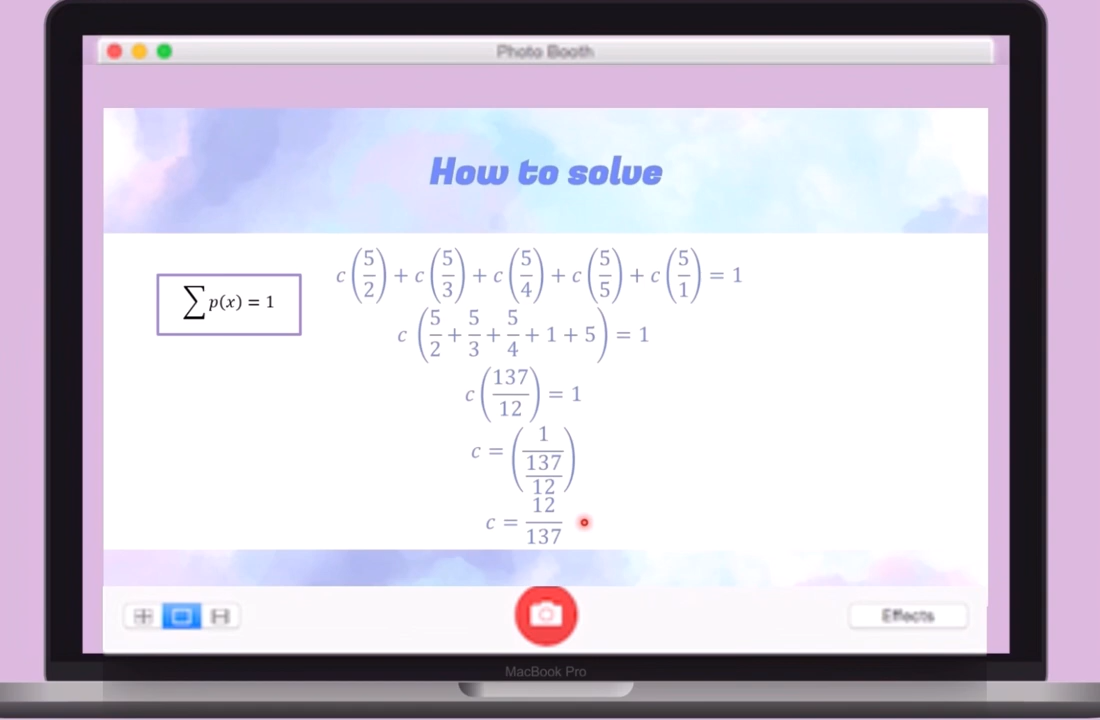 Photo Booth
How to solve
∑ p(x) = 1
c(5/2) + c(5/3) + c(5/4) + c(5/5) + c(5/1) = 1
c(5/2 + 5/3 + 5/4 + 1 + 5) = 1
c(137/12) = 1
c = (1/(137/12))
c = 12/137
Effects
MacBook Pro